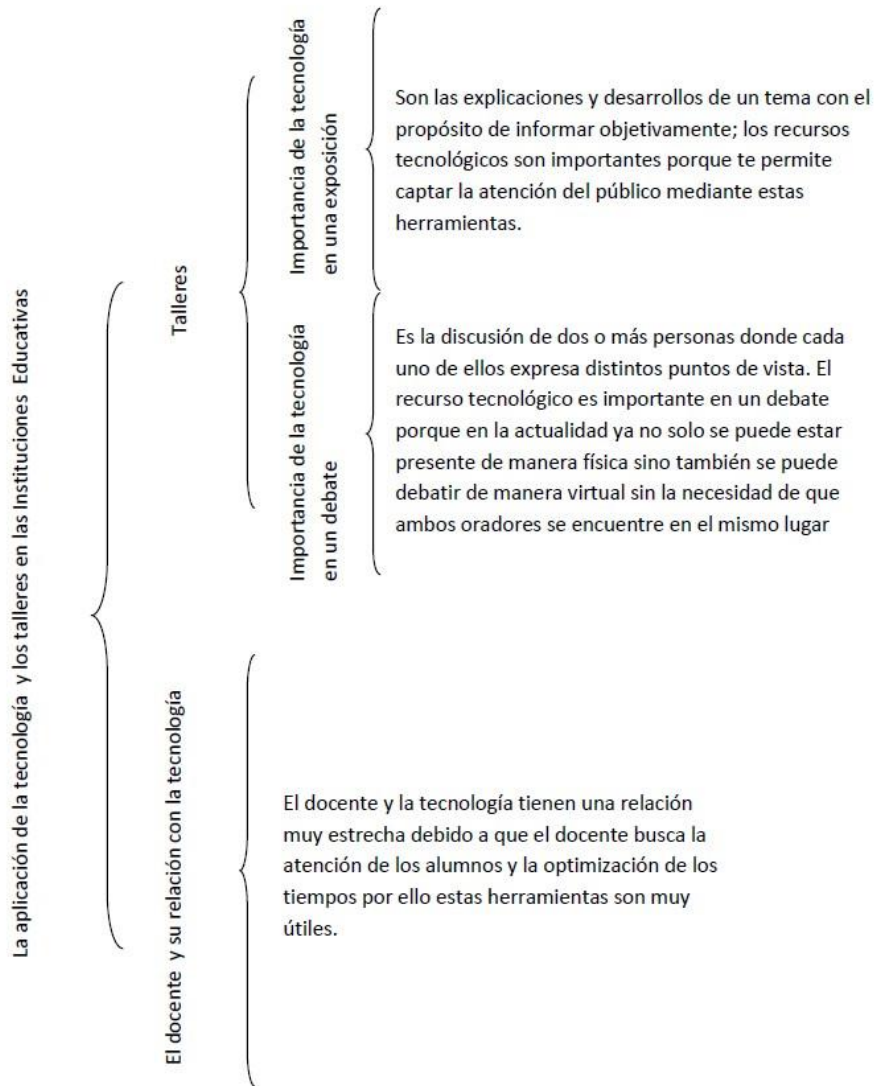 La aplicación de la tecnología y los talleres en las Instituciones Educativas
Talleres
Importancia de la tecnología
en una exposición
Son las explicaciones y desarrollos de un tema con el
propósito de informar objetivamente; los recursos
tecnológicos son importantes porque te permite
captar la atención del público mediante estas
herramientas.
Importancia de la tecnología
en un debate
Es la discusión de dos o más personas donde cada
uno de ellos expresa distintos puntos de vista. El
recurso tecnológico es importante en un debate
porque en la actualidad ya no solo se puede estar
presente de manera física sino también se puede
debatir de manera virtual sin la necesidad de que
ambos oradores se encuentre en el mismo lugar
El docente y su relación con la tecnología
El docente y la tecnología tienen una relación
muy estrecha debido a que el docente busca la
atención de los alumnos y la optimización de los
tiempos por ello estas herramientas son muy
útiles.